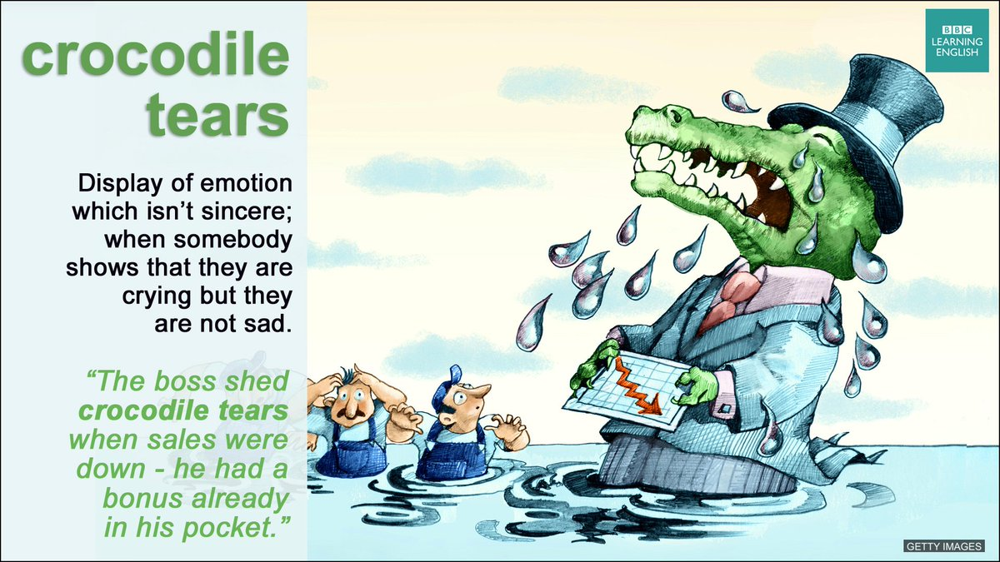 crocodile
tears
Display of emotion
which isn’t sincere;
when somebody
shows that they are
crying but they
are not sad.
“The boss shed
crocodile tears
when sales were
down - he had a
bonus already
in his pocket.”
BBC
LEARNING
ENGLISH
GETTY IMAGES